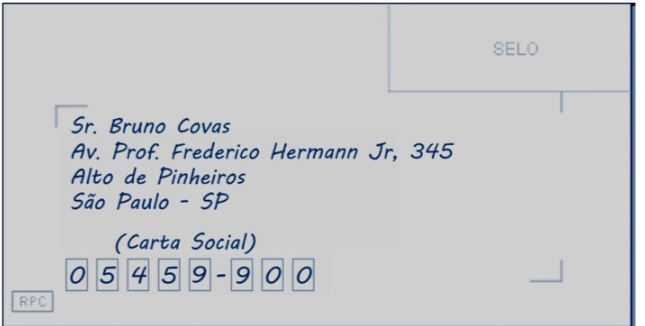 SELO
Sr. Bruno Covas
Av. Prof. Frederico Hermann Jr, 345
Alto de Pinheiros
São Paulo - SP
(Carta Social)
05459-900
RPC